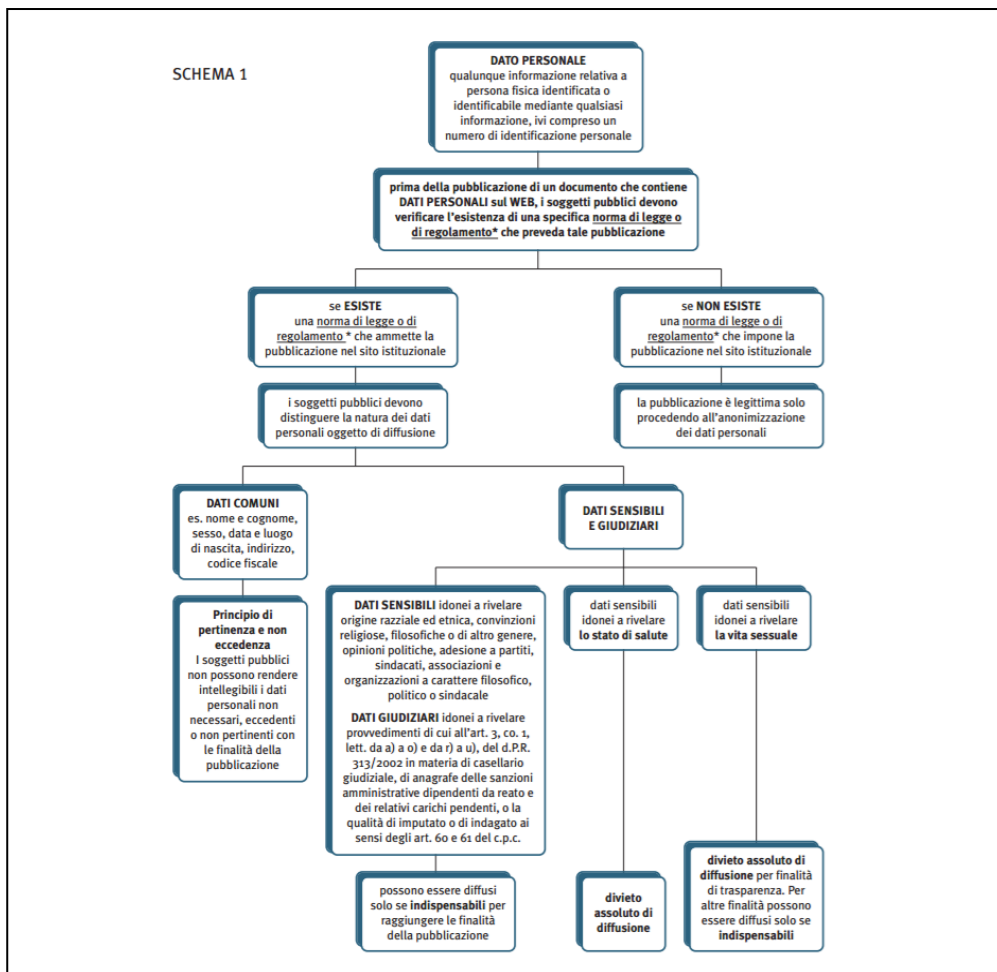 SCHEMA 1
DATO PERSONALE
qualunque informazione relativa a
persona fisica identificata o
identificabile mediante qualsiasi
informazione, ivi compreso un
numero di identificazione personale
prima della pubblicazione di un documento che contiene
DATI PERSONALI sul WEB, i soggetti pubblici devono
verificare l'esistenza di una specifica norma di legge o
di regolamento* che preveda tale pubblicazione
se ESISTE
una norma di legge o di
regolamento * che ammette la
pubblicazione nel sito istituzionale
se NON ESISTE
una norma di legge o di
regolamento* che impone la
pubblicazione nel sito istituzionale
i soggetti pubblici devono
distinguere la natura dei dati
personali oggetto di diffusione
la pubblicazione è legittima solo
procedendo all'anonimizzazione
dei dati personali
DATI COMUNI
es. nome e cognome,
sesso, data e luogo
di nascita, indirizzo,
codice fiscale
DATI SENSIBILI
E GIUDIZIARI
Principio di
pertinenza e non
eccedenza
I soggetti pubblici
non possono rendere
intellegibili i dati
personali non
necessari, eccedenti
o non pertinenti con
le finalità della
pubblicazione
DATI SENSIBILI idonei a rivelare
origine razziale ed etnica, convinzioni
religiose, filosofiche o di altro genere,
opinioni politiche, adesione a partiti,
sindacati, associazioni e
organizzazioni a carattere filosofico,
politico o sindacale
DATI GIUDIZIARI idonei a rivelare
provvedimenti di cui all'art. 3, co. 1,
lett. da a) a o) e da r) a u), del d.P.R.
313/2002 in materia di casellario
giudiziale, di anagrafe delle sanzioni
amministrative dipendenti da reato e
dei relativi carichi pendenti, o la
qualità di imputato o di indagato ai
sensi degli art. 60 e 61 del c.p.c.
dati sensibili
idonei a rivelare
lo stato di salute
dati sensibili
idonei a rivelare
la vita sessuale
possono essere diffusi
solo se indispensabili per
raggiungere le finalità
della pubblicazione
divieto
assoluto di
diffusione
divieto assoluto di
diffusione per finalità
di trasparenza. Per
altre finalità possono
essere diffusi solo se
indispensabili